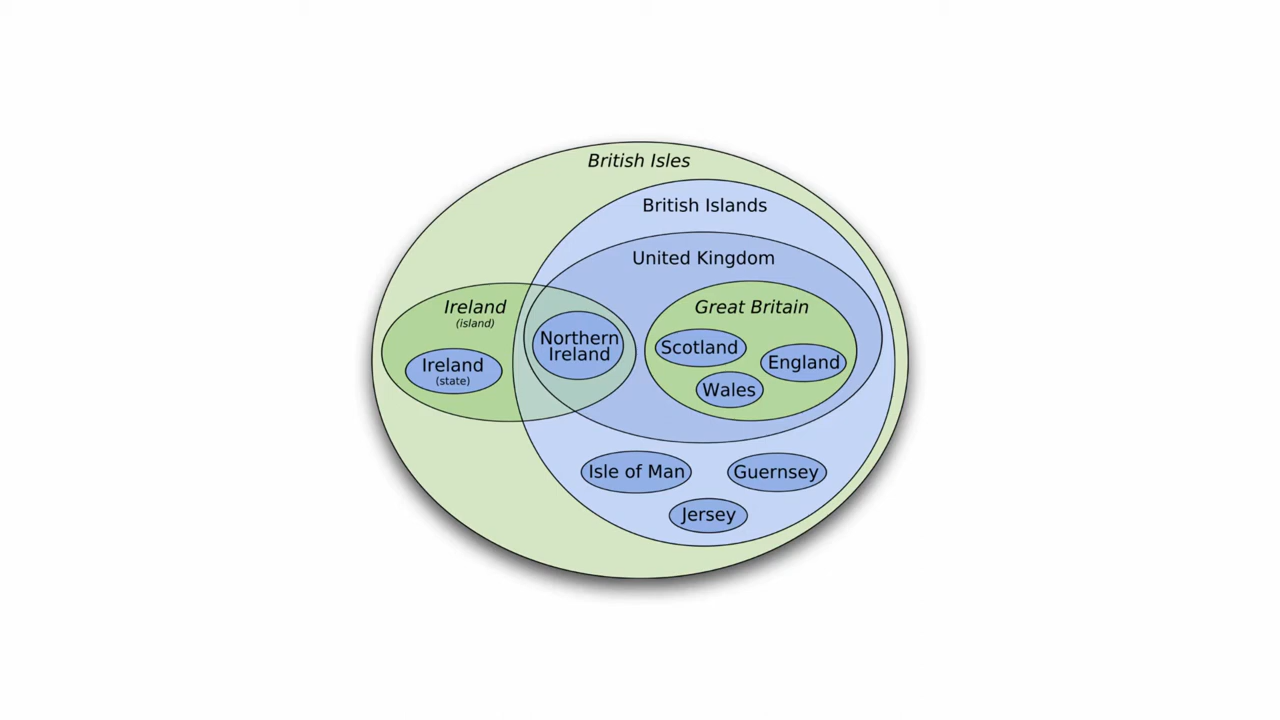 British Isles
British Islands
United Kingdom
Ireland
(island)
Great Britain
Northern
Ireland
Scotland
England
Ireland
(state)
Wales
Isle of Man
Guernsey
Jersey